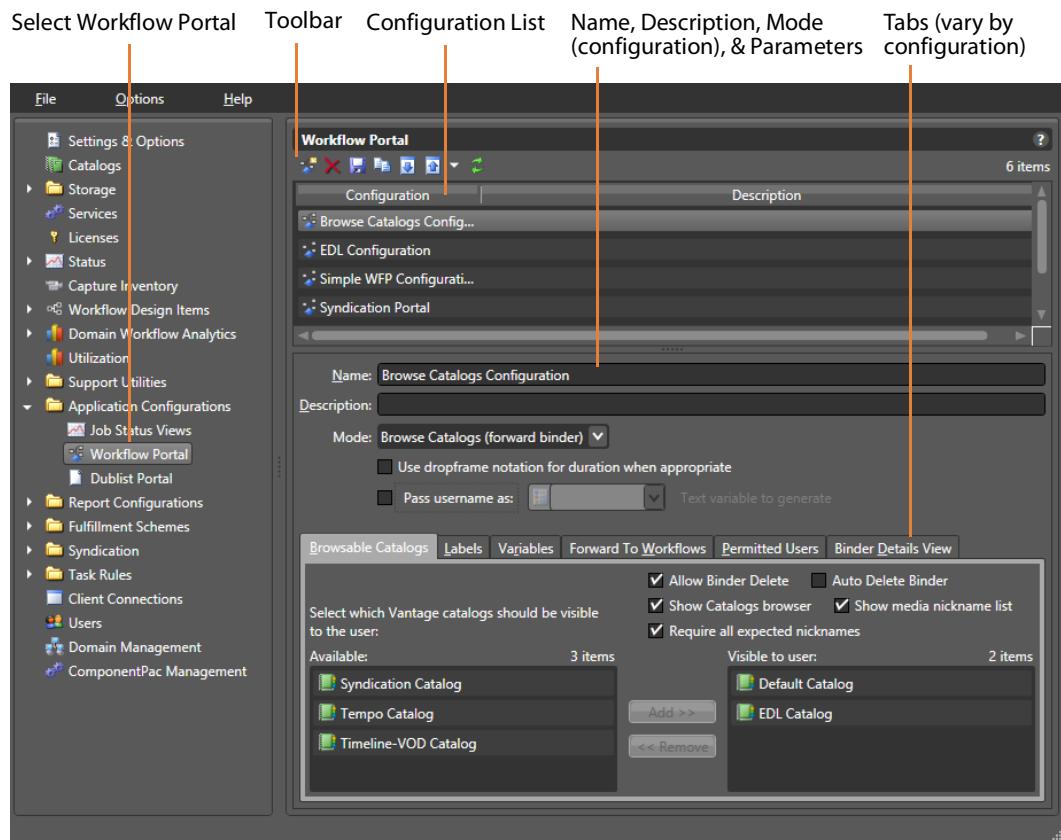 Select Workflow Portal
Toolbar
Configuration List
Name, Description, Mode
(configuration), & Parameters
Tabs (vary by
configuration)
File Options Help
Settings & Options
Catalogs
Storage
Services
Licenses
Status
Capture Inventory
Workflow Design Items
Domain Workflow Analytics
Utilization
Support Utilities
Application Configurations
Job Status Views
Workflow Portal
Dublist Portal
Report Configurations
Fulfillment Schemes
Syndication
Task Rules
Client Connections
Users
Domain Management
ComponentPac Management
Workflow Portal ?
6 items
Configuration Description
Browse Catalogs Config...
EDL Configuration
Simple WFP Configurati...
Syndication Portal
Name: Browse Catalogs Configuration
Description:
Mode: Browse Catalogs (forward binder)
Use dropframe notation for duration when appropriate
Pass username as: Text variable to generate
Browsable Catalogs Labels Variables Forward To Workflows Permitted Users Binder Details View
Allow Binder Delete Auto Delete Binder
Show Catalogs browser Show media nickname list
Require all expected nicknames
Select which Vantage catalogs should be visible
to the user:
Available: 3 items
Syndication Catalog
Tempo Catalog
Timeline-VOD Catalog
Add >>
<< Remove
Visible to user: 2 items
Default Catalog
EDL Catalog